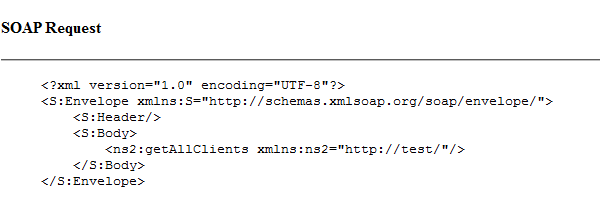 SOAP Request
<?xml version="1.0" encoding="UTF-8"?>
<S:Envelope xmlns:S="http://schemas.xmlsoap.org/soap/envelope/">
<S:Header/>
<S:Body>
<ns2:getAllClients xmlns:ns2="http://test/"/>
</S:Body>
</S:Envelope>